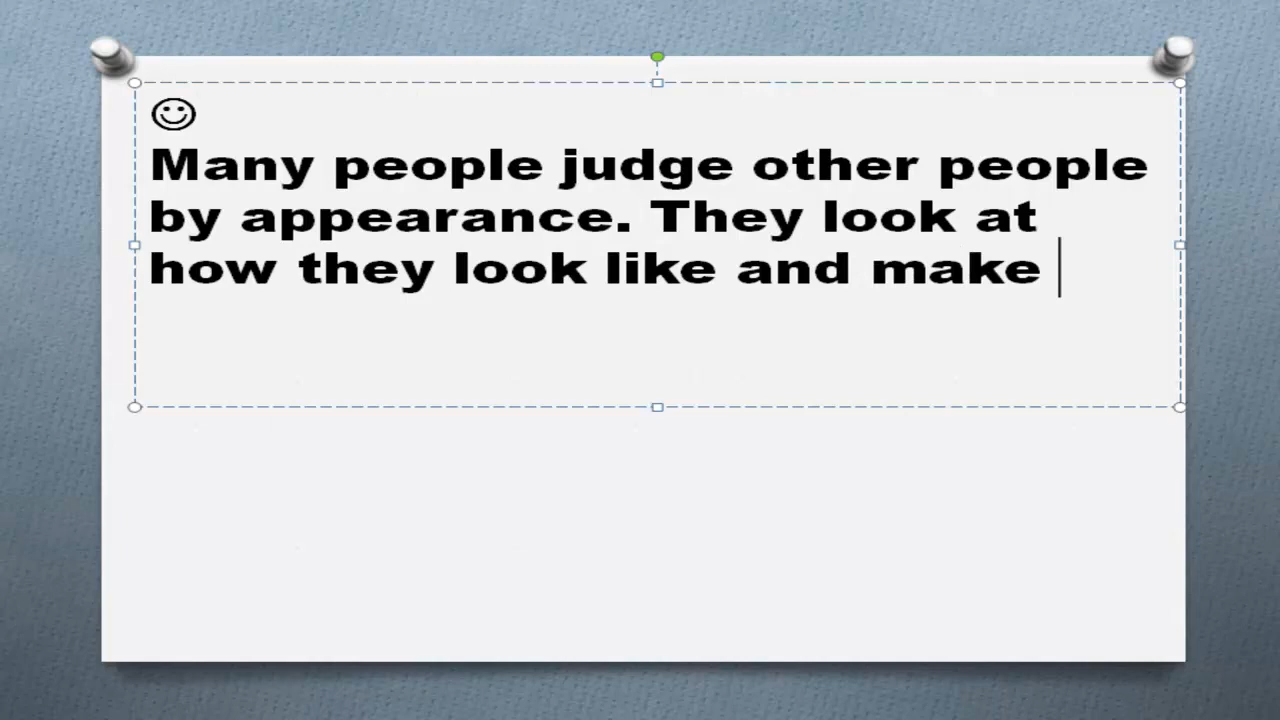 ☺
Many people judge other people
by appearance. They look at
how they look like and make